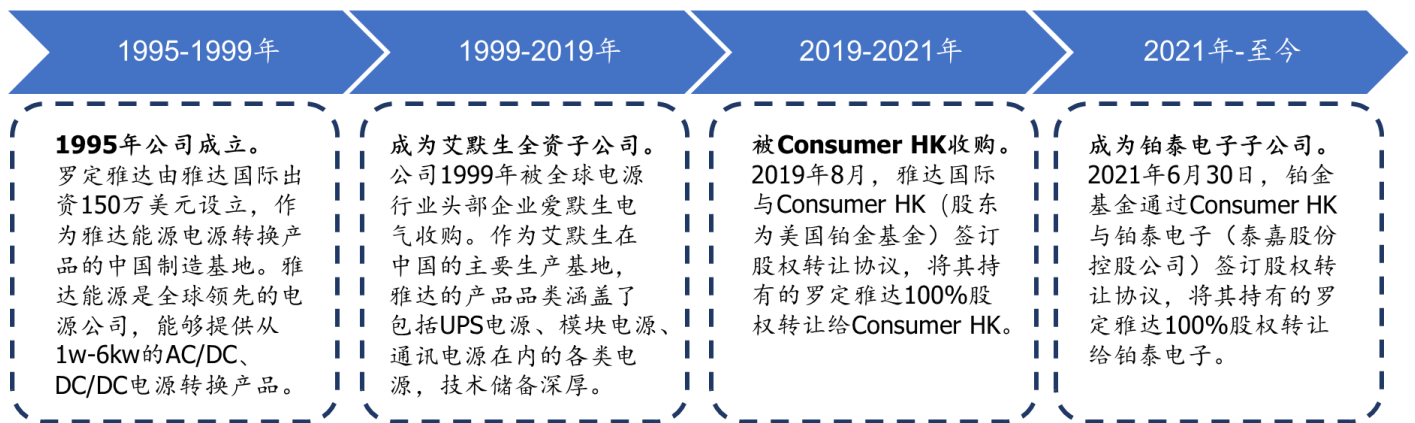 1995-1999年
1999-2019年
2019-2021年
2021年-至今
1995年公司成立。
罗定雅达由雅达国际出
资150万美元设立，作
为雅达能源电源转换产
品的中国制造基地。雅
达能源是全球领先的电
源公司，能够提供从
1w-6kw的AC/DC、
DC/DC电源转换产品。
成为艾默生全资子公司。
公司1999年被全球电源
行业头部企业爱默生电
气收购。作为艾默生在
中国的主要生产基地，
雅达的产品品类涵盖了
包括UPS电源、模块电源、
通讯电源在内的各类电
源，技术储备深厚。
被Consumer HK收购。
2019年8月，雅达国际
与Consumer HK（股东
为美国铂金基金）签订
股权转让协议，将其持
有的罗定雅达100%股
权转让给Consumer HK。
成为铂泰电子子公司。
2021年6月30日，铂金
基金通过Consumer HK
与铂泰电子（泰嘉股份
控股公司）签订股权转
让协议，将其持有的罗
定雅达100%股权转让
给铂泰电子。